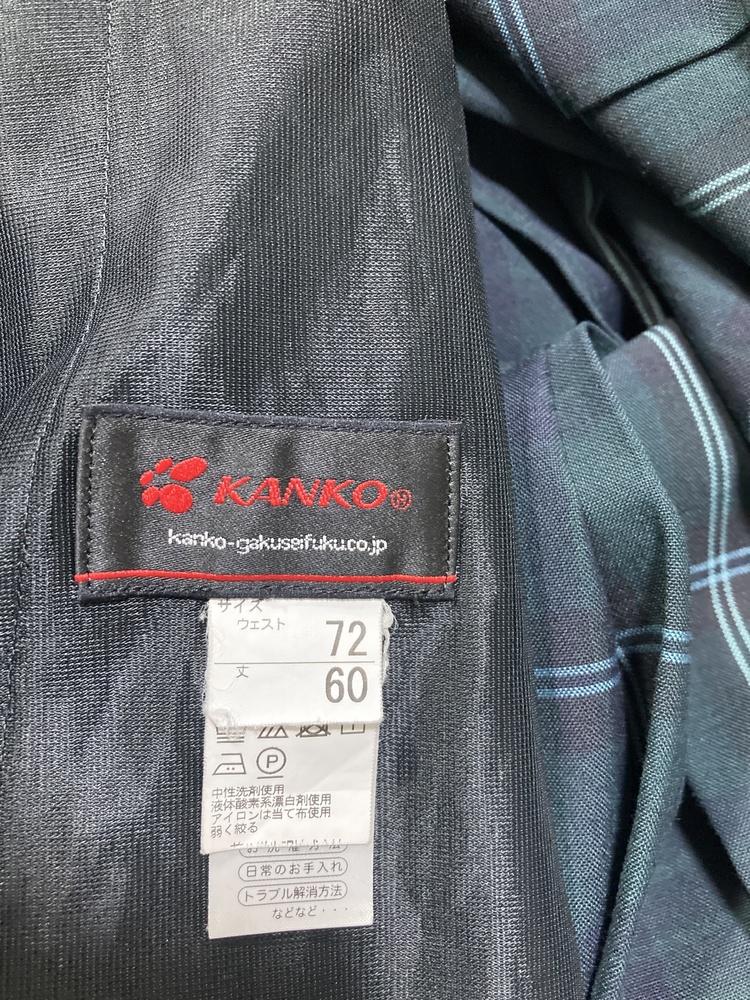 KANKO®
kanko-gakuseifuku.co.jp
サイズ
ウェスト 72
丈 60
P
中性洗剤使用
液体酸素系漂白剤使用
アイロンは当て布使用
弱く絞る
日常のお手入れ
トラブル解消方法
などなど・・・